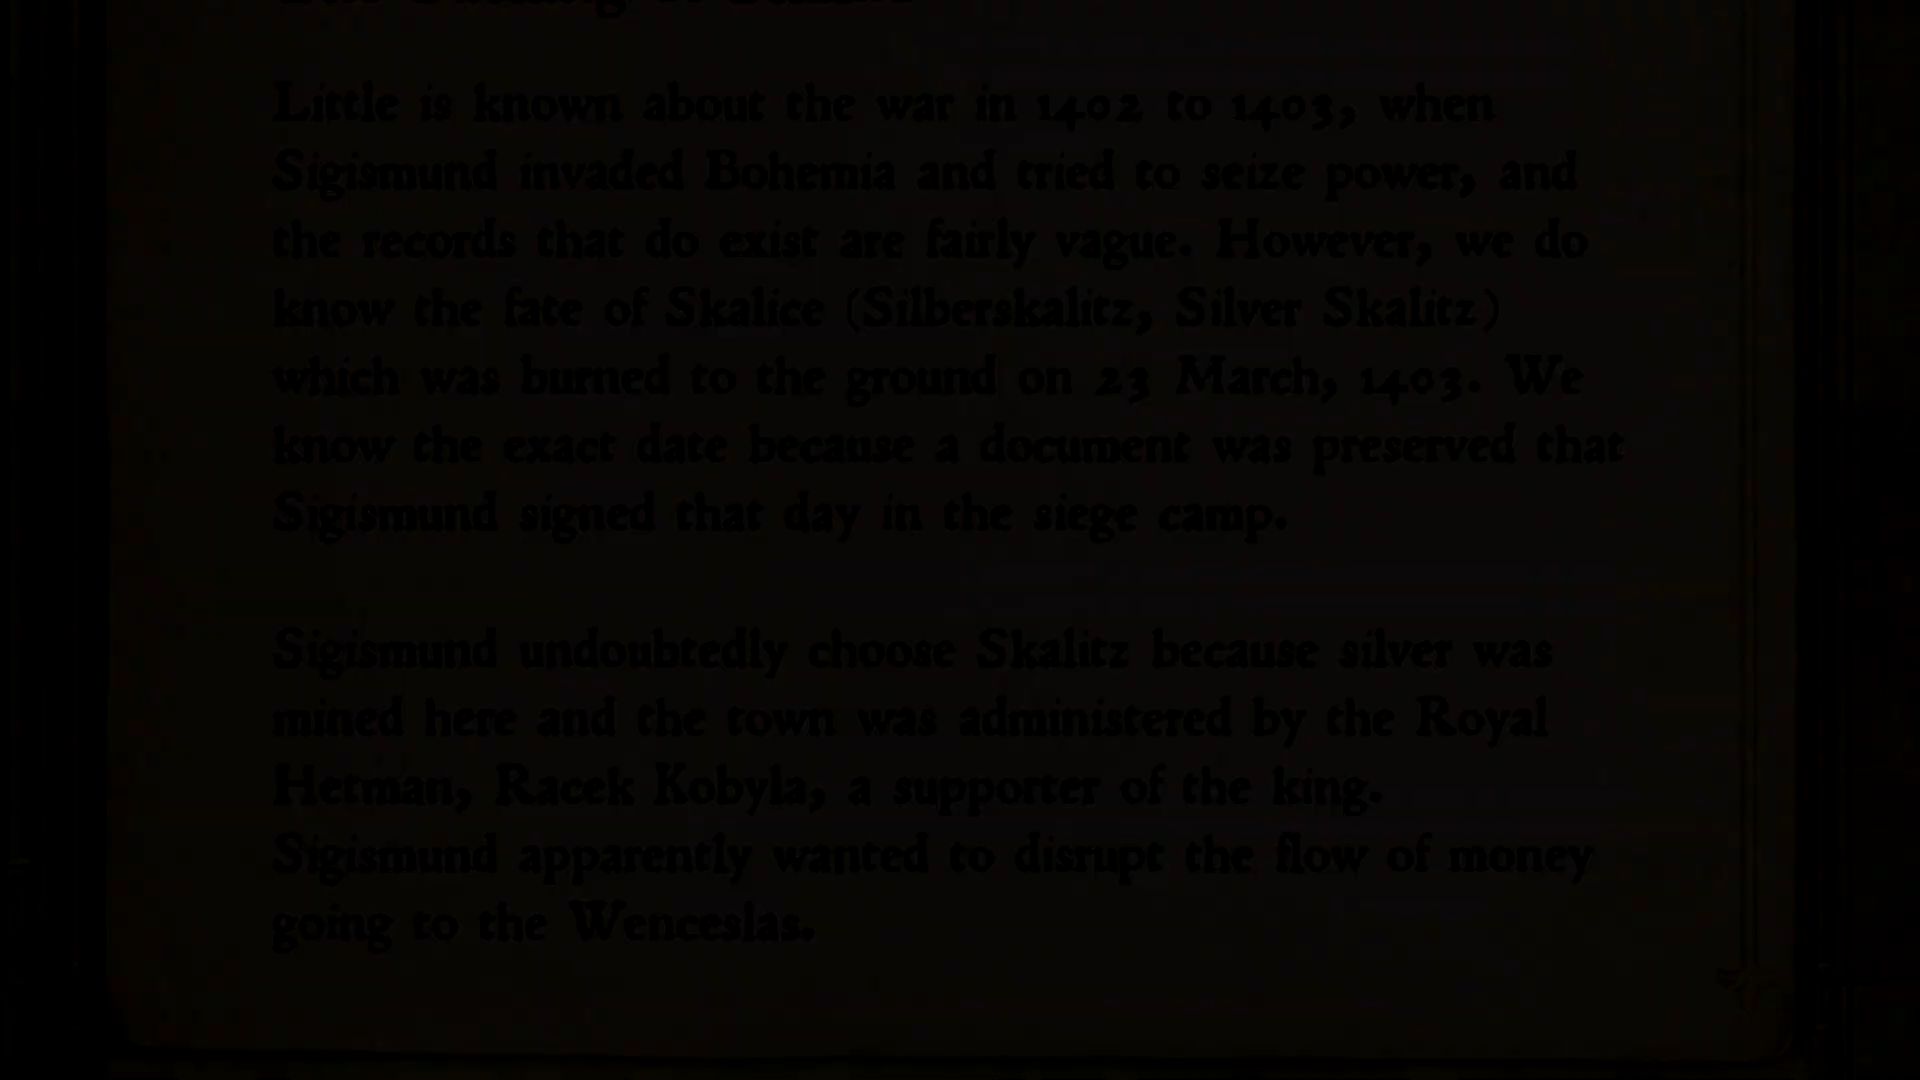 Little is known about the war in 1402 to 1403, when
Sigismund invaded Bohemia and tried to seize power, and
the records that do exist are fairly vague. However, we do
know the fate of Skalice (Silberskalitz, Silver Skalitz)
which was burned to the ground on 23 March, 1403. We
know the exact date because a document was preserved that
Sigismund signed that day in the siege camp.
Sigismund undoubtedly choose Skalitz because silver was
mined here and the town was administered by the Royal
Hetman, Racek Kobyla, a supporter of the king.
Sigismund apparently wanted to disrupt the flow of money
going to the Wenceslas.